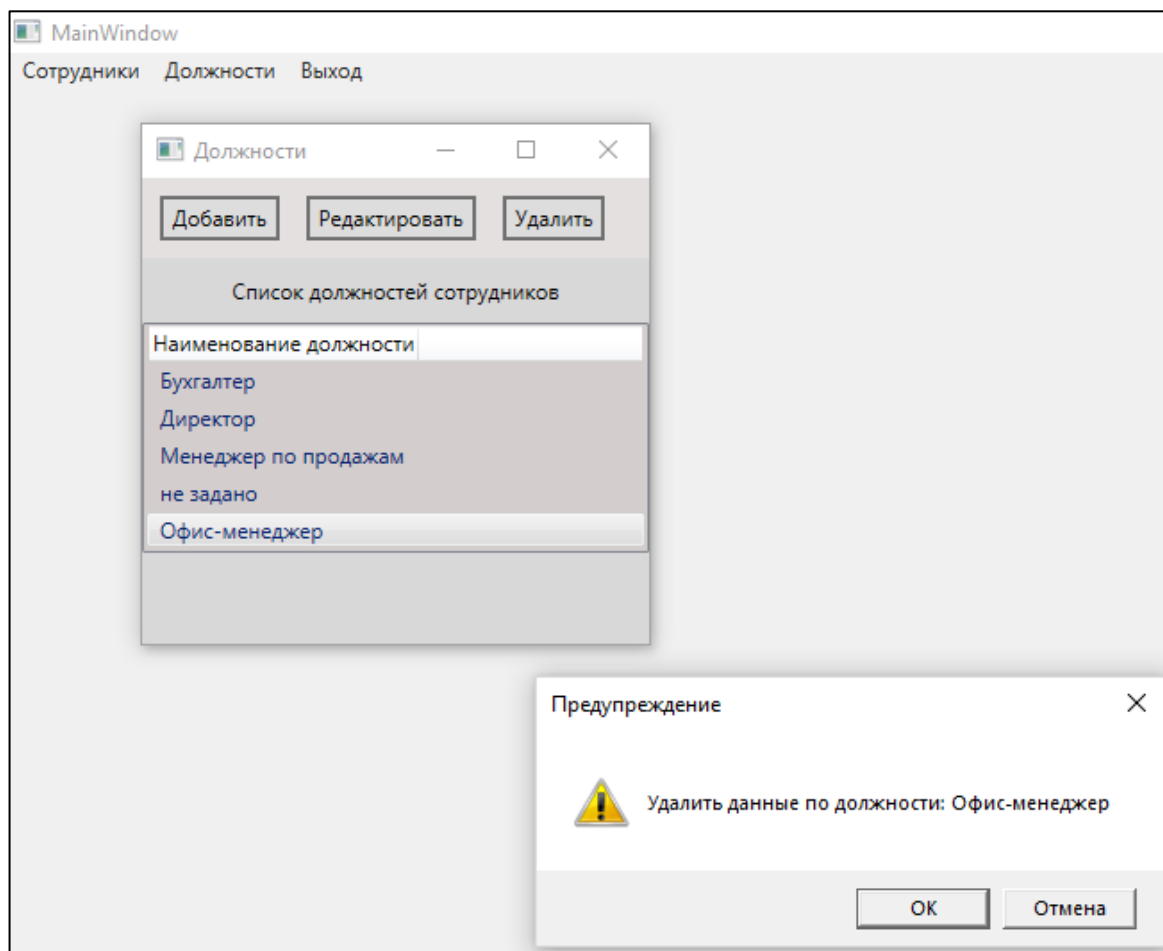 MainWindow
Сотрудники Должности Выход
Должности
Добавить Редактировать Удалить
Список должностей сотрудников
Наименование должности
Бухгалтер
Директор
Менеджер по продажам
не задано
Офис-менеджер
Предупреждение
Удалить данные по должности: Офис-менеджер
ОК Отмена